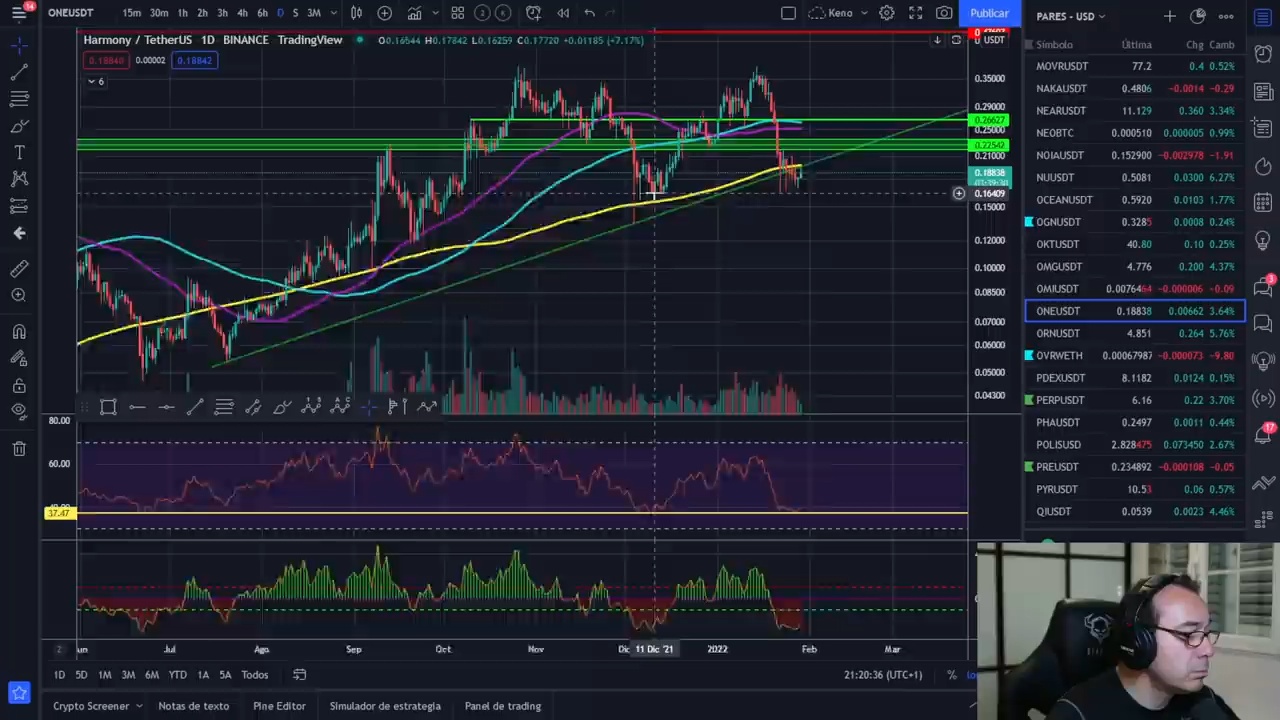 14
ONEUSDT 15m 30m 1h 2h 3h 4h 6h D S 3M 2 K Keno Publicar
PARES - USD
Harmony / TetherUS 1D BINANCE TradingView O0.16544 H0.17842 L0.16259 C0.17720 +0.01185 (+7.17%)
USDT
0.18840 0.00002 0.18842
6
0.35000
0.29000
0.26627
0.25000
0.22542
0.21000
0.18838
0.16409
0.15000
0.12000
0.10000
0.08500
0.07000
0.06000
0.05000
0.04300
80.00
60.00
37.47
Jul Ago Sep Oct Nov 11 Dic '21 2022 Feb Mar
1D 5D 1M 3M 6M YTD 1A 5A Todos 21:20:36 (UTC+1) %
Crypto Screener Notas de texto Pine Editor Simulador de estrategia Panel de trading
Símbolo Última Chg Camb
MOVRUSDT 77.2 0.4 0.52%
NAKAUSDT 0.4806 -0.0014 -0.29
NEARUSDT 11.129 0.360 3.34%
NEOBTC 0.000510 0.000005 0.99%
NOIAUSDT 0.152900 -0.002978 -1.91
NUUSDT 0.5081 0.0300 6.27%
OCEANUSDT 0.5920 0.0103 1.77%
OGNUSDT 0.3285 0.0008 0.24%
OKTUSDT 40.80 0.10 0.25%
OMGUSDT 4.776 0.200 4.37%
OMIUSDT 0.0076464 -0.000006 -0.09
ONEUSDT 0.18838 0.00662 3.64%
ORNUSDT 4.851 0.264 5.76%
OVRWETH 0.00067987 -0.000073 -9.80
PDEXUSDT 8.1182 0.0124 0.15%
PERPUSDT 6.16 0.22 3.70%
PHAUSDT 0.2497 0.0011 0.44%
POLISUSD 2.828475 0.073450 2.67%
PREUSDT 0.234892 -0.000108 -0.05
PYRUSDT 10.53 0.06 0.57%
QIUSDT 0.0539 0.0023 4.46%
3
17